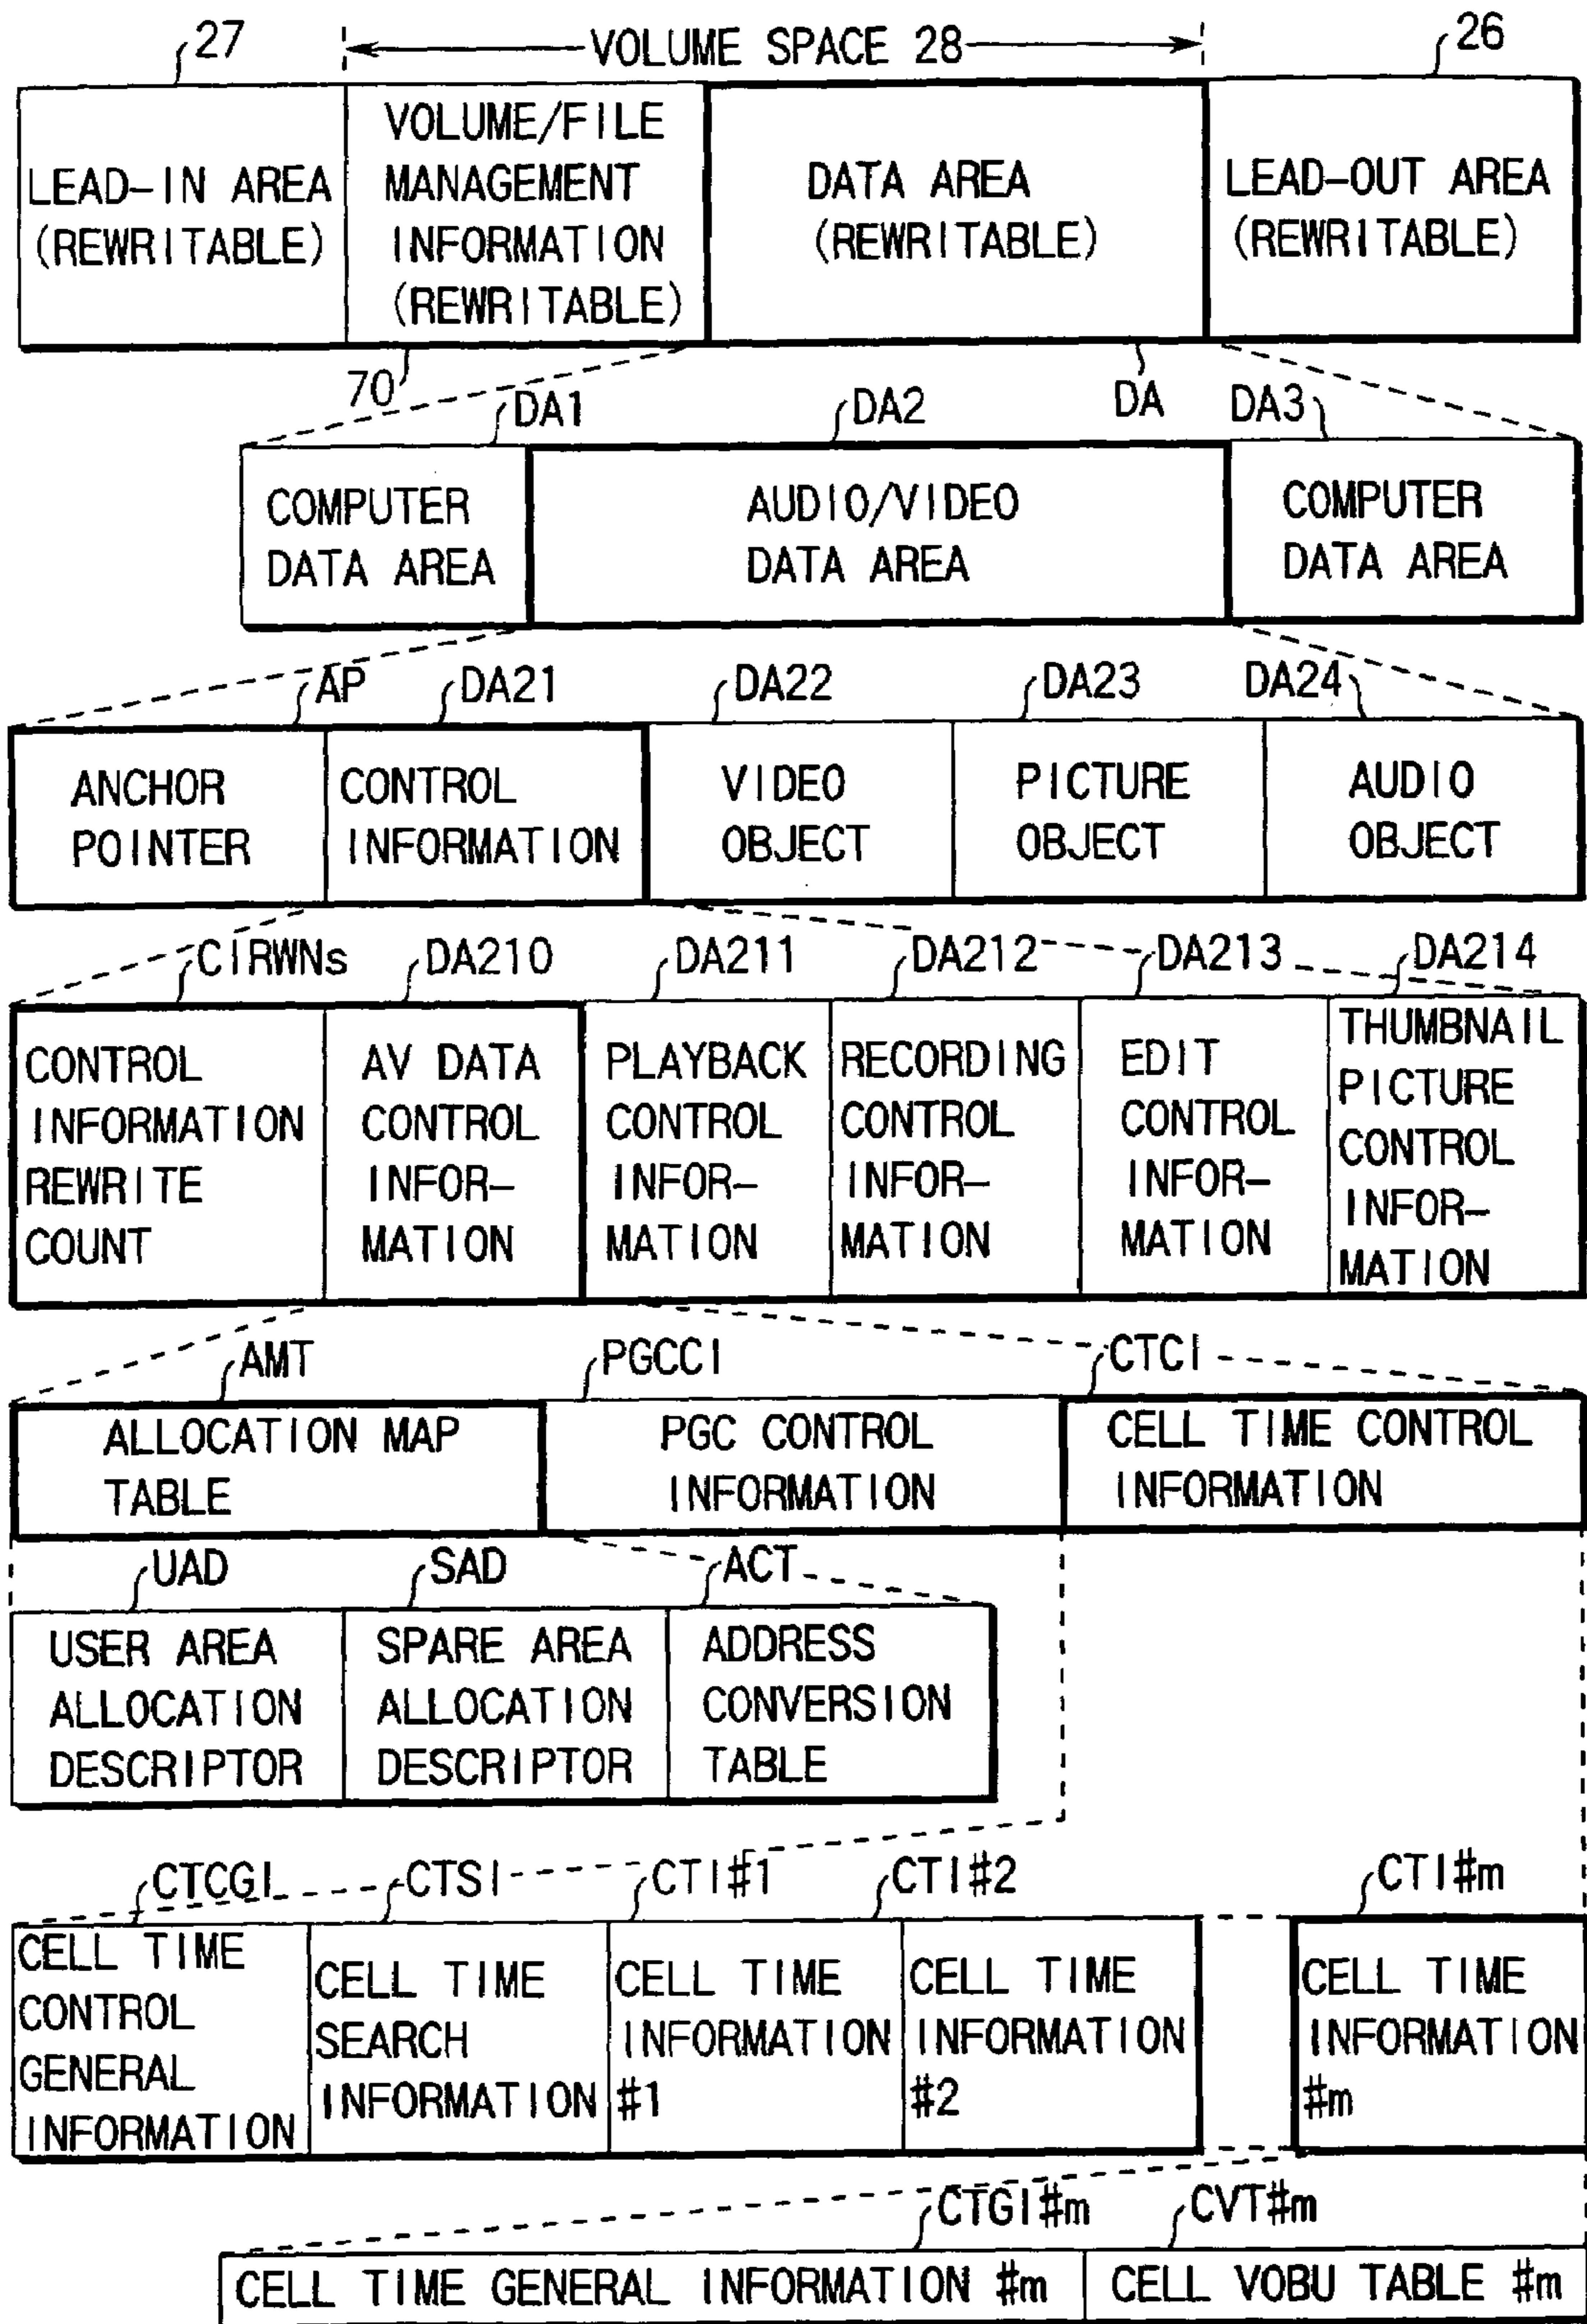 27
VOLUME SPACE 28
26
LEAD-IN AREA
(REWRITABLE)
VOLUME/FILE
MANAGEMENT
INFORMATION
(REWRITABLE)
DATA AREA
(REWRITABLE)
LEAD-OUT AREA
(REWRITABLE)
70
DA1
DA2
DA
DA3
COMPUTER
DATA AREA
AUDIO/VIDEO
DATA AREA
COMPUTER
DATA AREA
AP
DA21
DA22
DA23
DA24
ANCHOR
POINTER
CONTROL
INFORMATION
VIDEO
OBJECT
PICTURE
OBJECT
AUDIO
OBJECT
CIRWNs
DA210
DA211
DA212
DA213
DA214
CONTROL
INFORMATION
REWRITE
COUNT
AV DATA
CONTROL
INFOR-
MATION
PLAYBACK
CONTROL
INFOR-
MATION
RECORDING
CONTROL
INFOR-
MATION
EDIT
CONTROL
INFOR-
MATION
THUMBNAIL
PICTURE
CONTROL
INFOR-
MATION
AMT
PGCCI
CTCI
ALLOCATION MAP
TABLE
PGC CONTROL
INFORMATION
CELL TIME CONTROL
INFORMATION
UAD
SAD
ACT
USER AREA
ALLOCATION
DESCRIPTOR
SPARE AREA
ALLOCATION
DESCRIPTOR
ADDRESS
CONVERSION
TABLE
CTCGI
CTSI
CTI#1
CTI#2
CTI#m
CELL TIME
CONTROL
GENERAL
INFORMATION
CELL TIME
SEARCH
INFORMATION
CELL TIME
INFORMATION
#1
CELL TIME
INFORMATION
#2
CELL TIME
INFORMATION
#m
CTGI#m
CVT#m
CELL TIME GENERAL INFORMATION #m
CELL VOBU TABLE #m